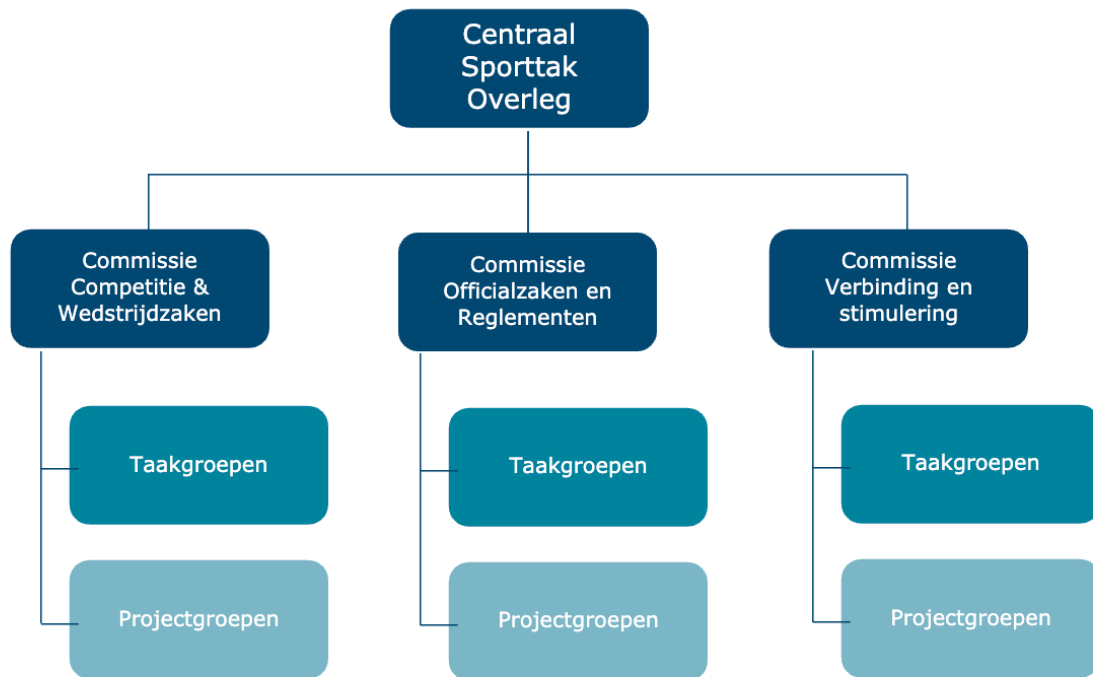 Centraal
Sporttak
Overleg
Commissie
Competitie &
Wedstrijdzaken
Commissie
Officialzaken en
Reglementen
Commissie
Verbinding en
stimulering
Taakgroepen
Taakgroepen
Taakgroepen
Projectgroepen
Projectgroepen
Projectgroepen